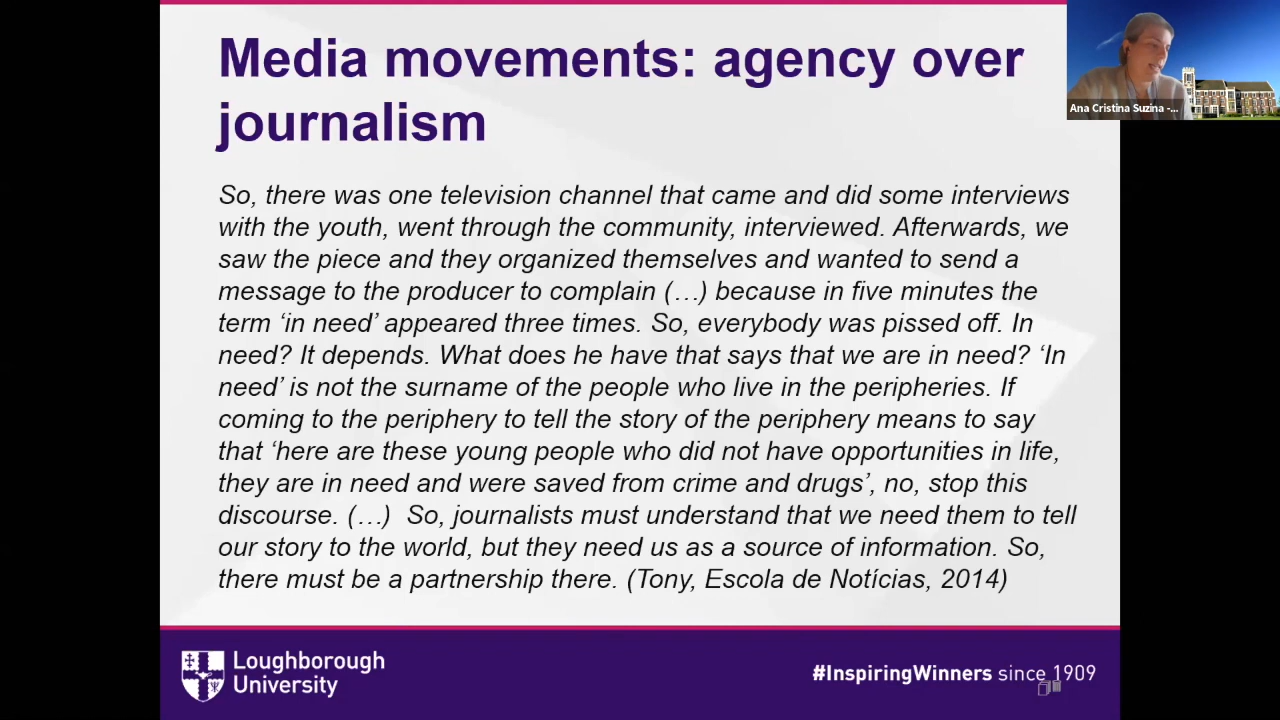 Media movements: agency over
journalism
Ana Cristina Suzina -...
So, there was one television channel that came and did some interviews
with the youth, went through the community, interviewed. Afterwards, we
saw the piece and they organized themselves and wanted to send a
message to the producer to complain (…) because in five minutes the
term ‘in need’ appeared three times. So, everybody was pissed off. In
need? It depends. What does he have that says that we are in need? ‘In
need’ is not the surname of the people who live in the peripheries. If
coming to the periphery to tell the story of the periphery means to say
that ‘here are these young people who did not have opportunities in life,
they are in need and were saved from crime and drugs’, no, stop this
discourse. (…) So, journalists must understand that we need them to tell
our story to the world, but they need us as a source of information. So,
there must be a partnership there. (Tony, Escola de Notícias, 2014)
Loughborough
University
#InspiringWinners since 1909